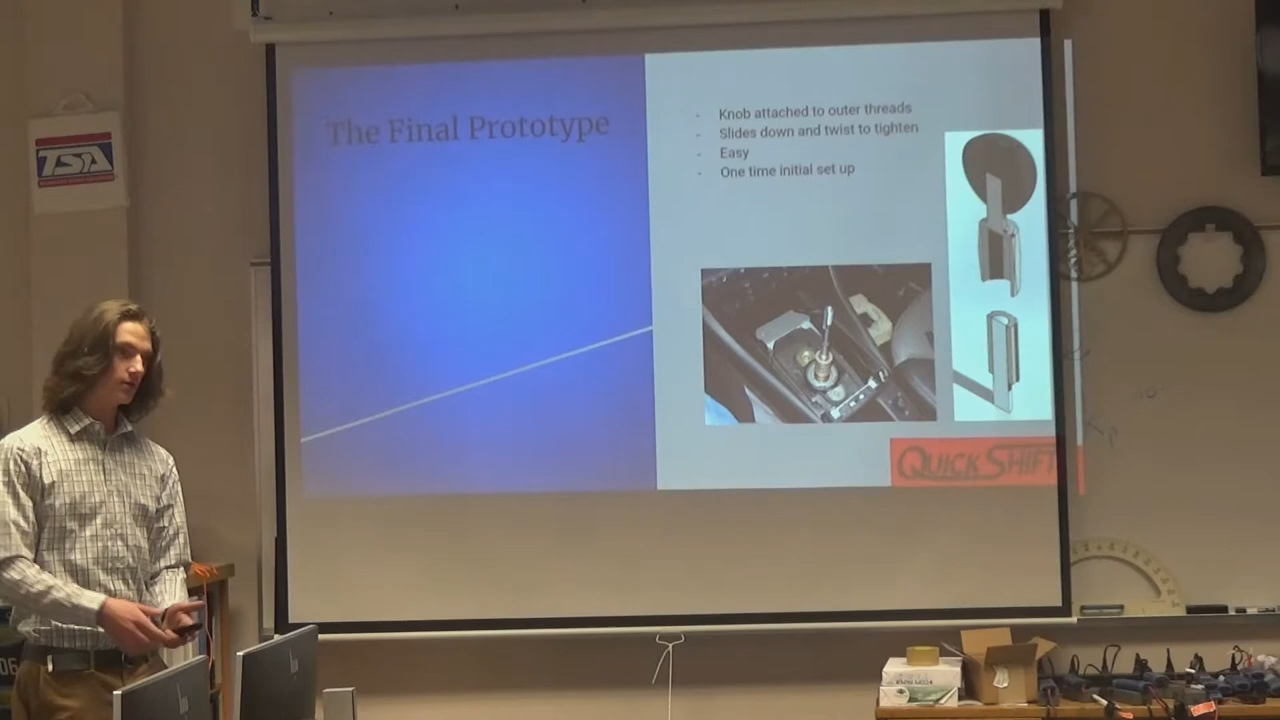 TSA
The Final Prototype
- Knob attached to outer threads
- Slides down and twist to tighten
- Easy
- One time initial set up
QUICK SHIFT
06